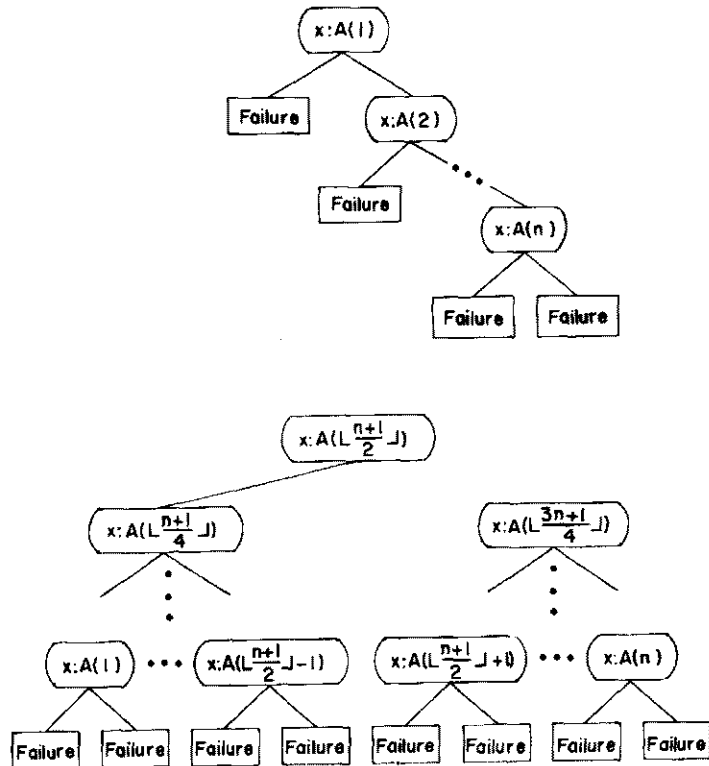 x:A(1)
Failure
x:A(2)
Failure
x:A(n)
Failure Failure
x:A(⌊n+1/2⌋)
x:A(⌊n+1/4⌋) x:A(⌊3n+1/4⌋)
x:A(1) ••• x:A(⌊n+1/2⌋-1) x:A(⌊n+1/2⌋+1) ••• x:A(n)
Failure Failure Failure Failure Failure Failure Failure Failure